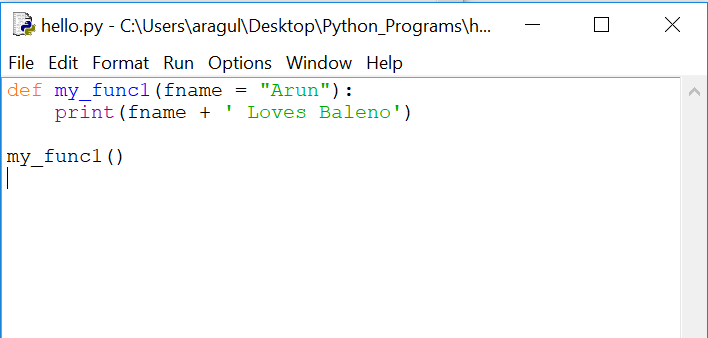 hello.py - C:\Users\aragul\Desktop\Python_Programs\h...
File Edit Format Run Options Window Help
def my_func1(fname = "Arun"):
    print(fname + ' Loves Baleno')
my_func1()